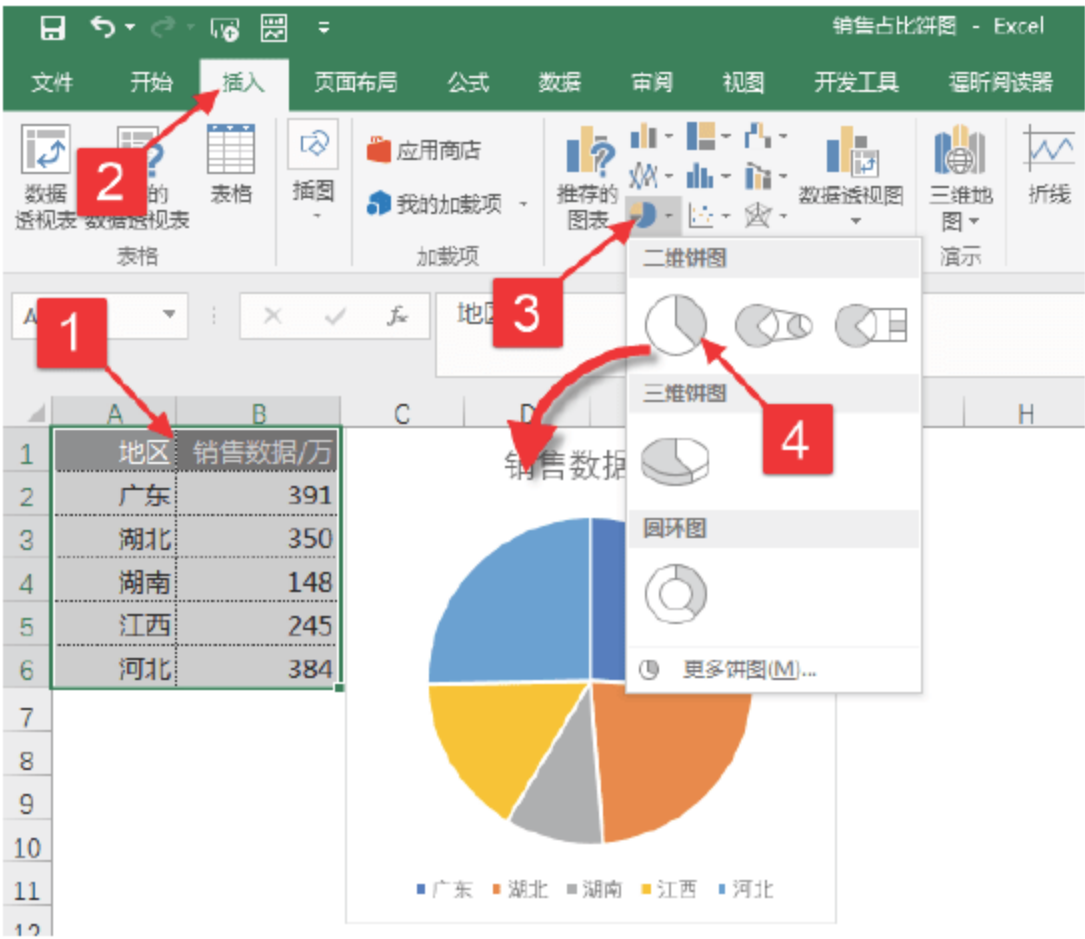 销售占比饼图 - Excel
文件 开始 插入 页面布局 公式 数据 审阅 视图 开发工具 福昕阅读器
2
数据
透视表
的
数据透视表
表格
插图
应用商店
我的加载项
推荐的
图表
数据透视图
三维地
图
折线
表格
加载项
演示
3
二维饼图
A
1
fx
地区
三维饼图
4
圆环图
更多饼图(M)...
A B C D H
1 地区 销售数据/万
2 广东 391
3 湖北 350
4 湖南 148
5 江西 245
6 河北 384
7
8
9
10
11
12
销售数据
广东 湖北 湖南 江西 河北